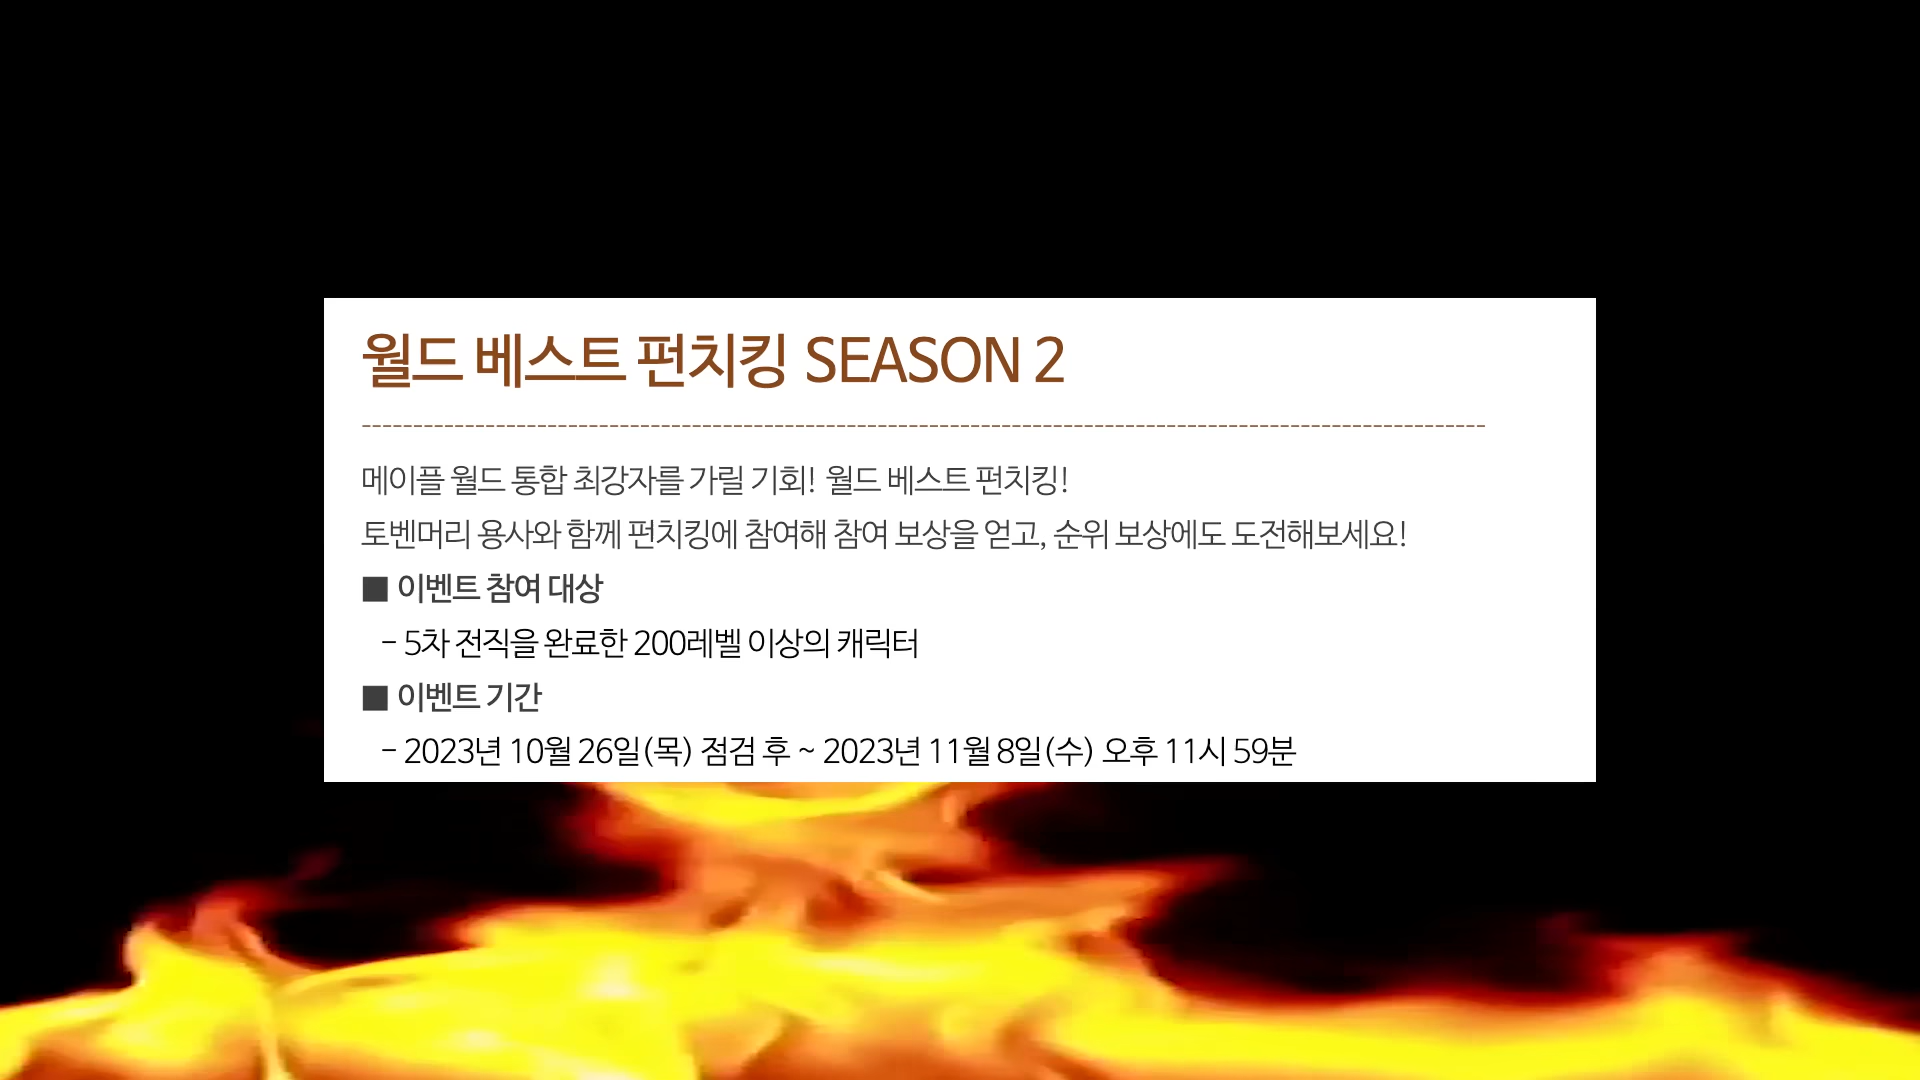 월드 베스트 펀치킹 SEASON 2
메이플 월드 통합 최강자를 가릴 기회! 월드 베스트 펀치킹!
토벤머리 용사와 함께 펀치킹에 참여해 참여 보상을 얻고, 순위 보상에도 도전해보세요!
■ 이벤트 참여 대상
- 5차 전직을 완료한 200레벨 이상의 캐릭터
■ 이벤트 기간
- 2023년 10월 26일(목) 점검 후 ~ 2023년 11월 8일(수) 오후 11시 59분